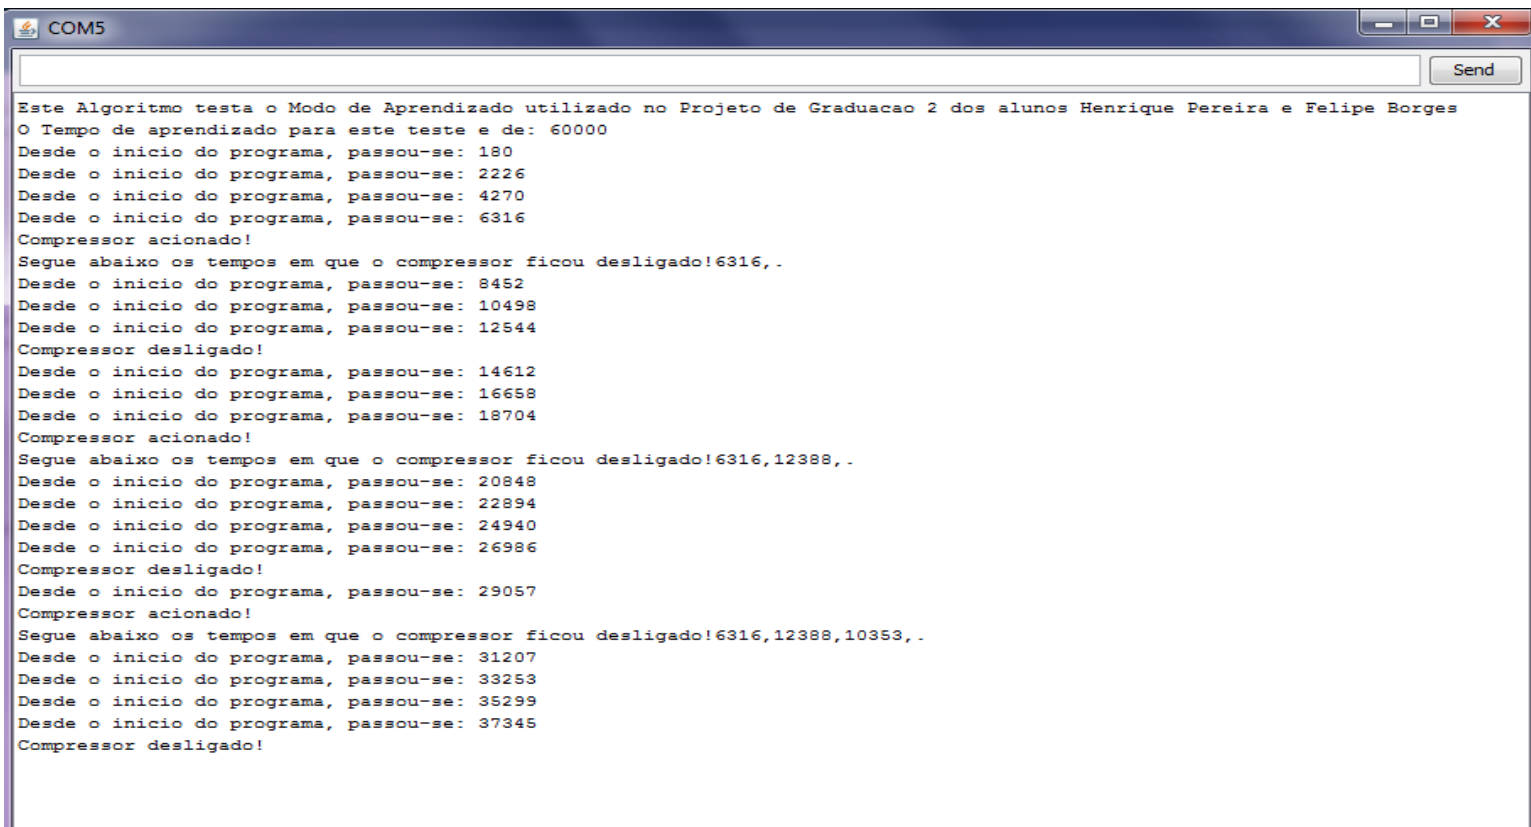 COM5
Send
Este Algoritmo testa o Modo de Aprendizado utilizado no Projeto de Graduacao 2 dos alunos Henrique Pereira e Felipe Borges
O Tempo de aprendizado para este teste e de: 60000
Desde o inicio do programa, passou-se: 180
Desde o inicio do programa, passou-se: 2226
Desde o inicio do programa, passou-se: 4270
Desde o inicio do programa, passou-se: 6316
Compressor acionado!
Segue abaixo os tempos em que o compressor ficou desligado!6316,.
Desde o inicio do programa, passou-se: 8452
Desde o inicio do programa, passou-se: 10498
Desde o inicio do programa, passou-se: 12544
Compressor desligado!
Desde o inicio do programa, passou-se: 14612
Desde o inicio do programa, passou-se: 16658
Desde o inicio do programa, passou-se: 18704
Compressor acionado!
Segue abaixo os tempos em que o compressor ficou desligado!6316,12388,.
Desde o inicio do programa, passou-se: 20848
Desde o inicio do programa, passou-se: 22894
Desde o inicio do programa, passou-se: 24940
Desde o inicio do programa, passou-se: 26986
Compressor desligado!
Desde o inicio do programa, passou-se: 29057
Compressor acionado!
Segue abaixo os tempos em que o compressor ficou desligado!6316,12388,10353,.
Desde o inicio do programa, passou-se: 31207
Desde o inicio do programa, passou-se: 33253
Desde o inicio do programa, passou-se: 35299
Desde o inicio do programa, passou-se: 37345
Compressor desligado!